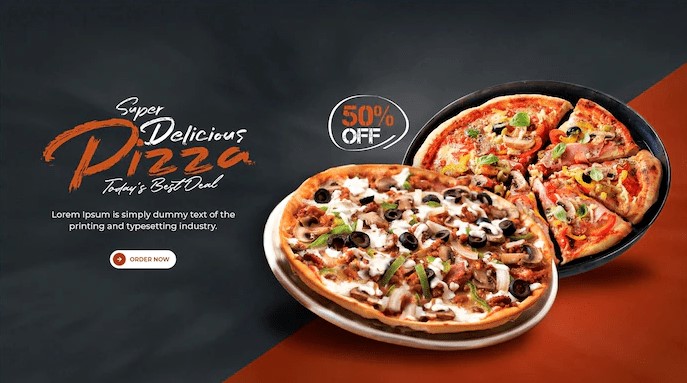 Super
Delicious
Pizza
Today's Best Deal
Lorem Ipsum is simply dummy text of the
printing and typesetting industry.
ORDER NOW
50%
OFF